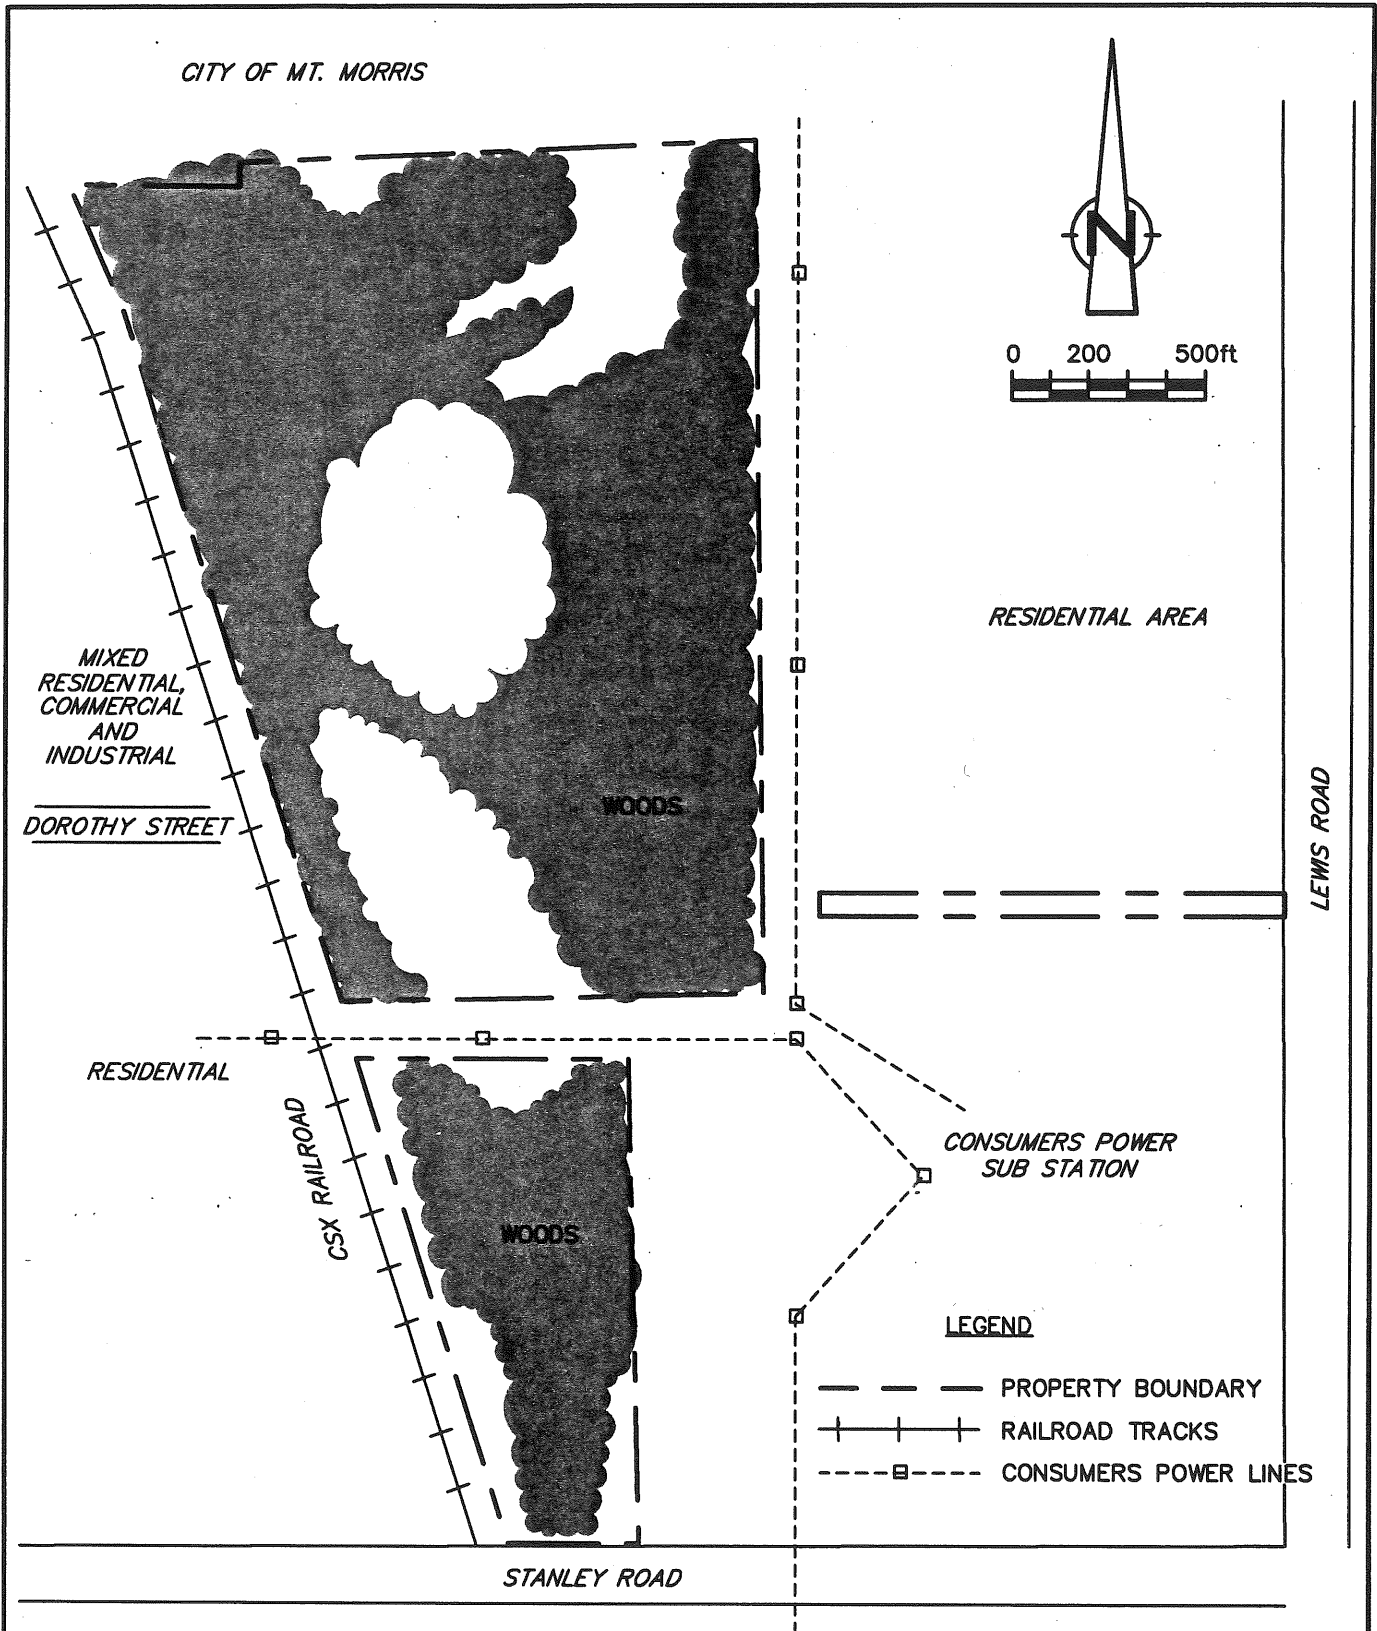 CITY OF MT. MORRIS
N
0 200 500ft
RESIDENTIAL AREA
MIXED
RESIDENTIAL,
COMMERCIAL
AND
INDUSTRIAL
WOODS
DOROTHY STREET
LEWIS ROAD
RESIDENTIAL
CSX RAILROAD
CONSUMERS POWER
SUB STATION
WOODS
LEGEND
PROPERTY BOUNDARY
RAILROAD TRACKS
CONSUMERS POWER LINES
STANLEY ROAD